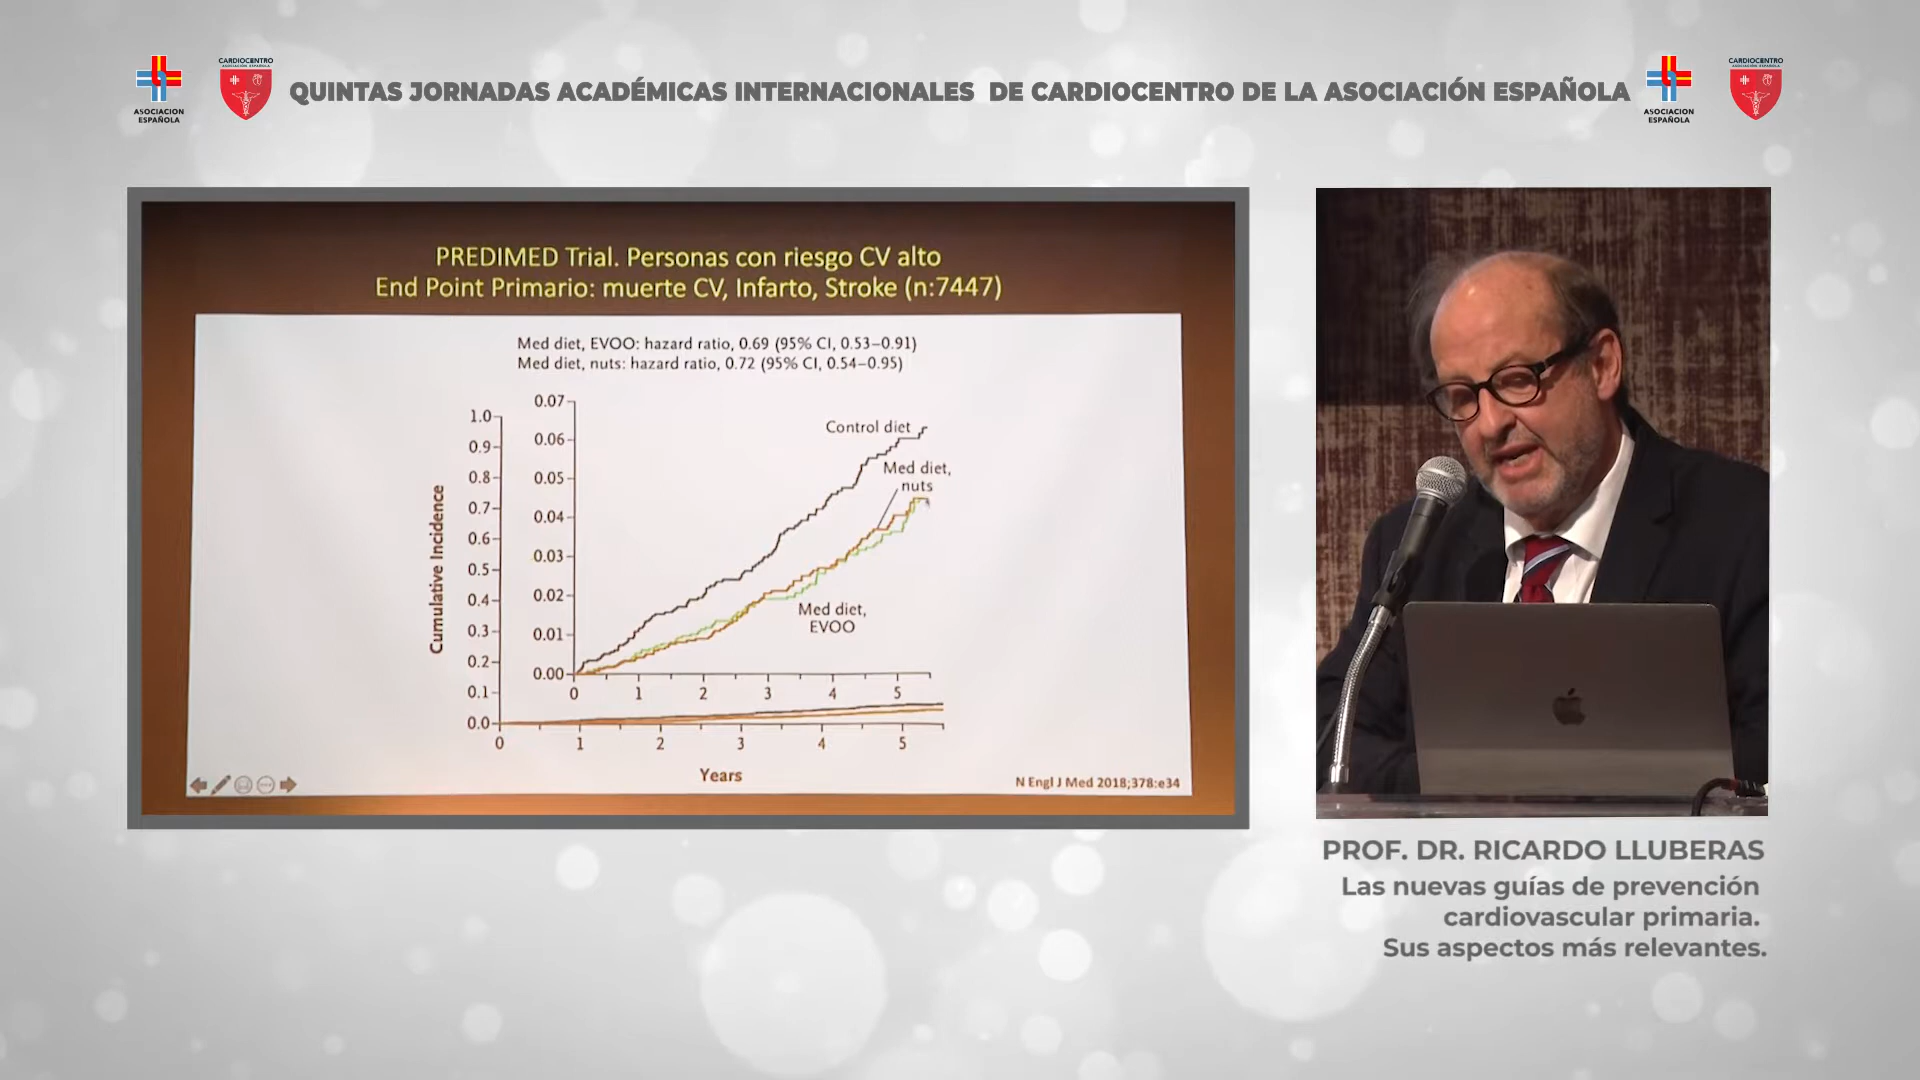 ASOCIACION
ESPAÑOLA
CARDIOCENTRO
ASOCIACIÓN ESPAÑOLA
QUINTAS JORNADAS ACADÉMICAS INTERNACIONALES DE CARDIOCENTRO DE LA ASOCIACIÓN ESPAÑOLA
ASOCIACION
ESPAÑOLA
CARDIOCENTRO
ASOCIACIÓN ESPAÑOLA
PREDIMED Trial. Personas con riesgo CV alto
End Point Primario: muerte CV, Infarto, Stroke (n:7447)
Med diet, EVOO: hazard ratio, 0.69 (95% CI, 0.53–0.91)
Med diet, nuts: hazard ratio, 0.72 (95% CI, 0.54–0.95)
Cumulative Incidence
1.0
0.9
0.8
0.7
0.6
0.5
0.4
0.3
0.2
0.1
0.0
0.07
0.06
0.05
0.04
0.03
0.02
0.01
0.00
Control diet
Med diet,
nuts
Med diet,
EVOO
0 1 2 3 4 5
0 1 2 3 4 5
Years
N Engl J Med 2018;378:e34
PROF. DR. RICARDO LLUBERAS
Las nuevas guías de prevención
cardiovascular primaria.
Sus aspectos más relevantes.